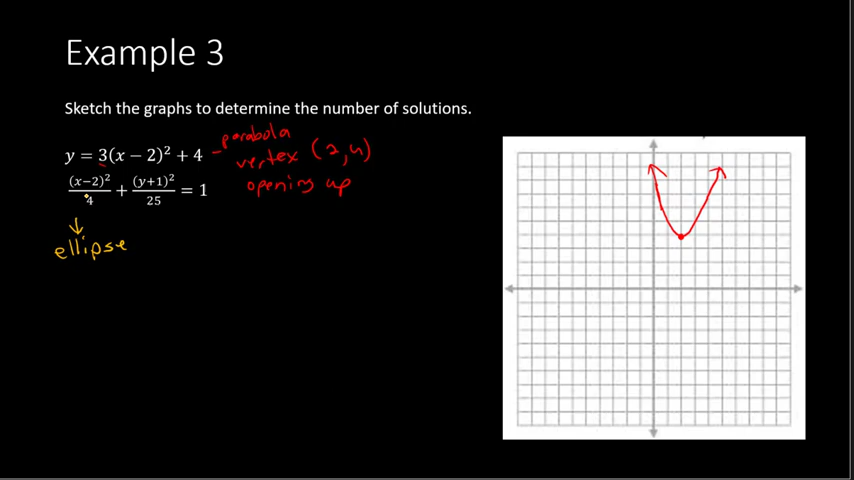 Example 3
Sketch the graphs to determine the number of solutions.
y = 3(x − 2)² + 4
- parabola
vertex (2,4)
opening up
(x−2)²/4 + (y+1)²/25 = 1
ellipse